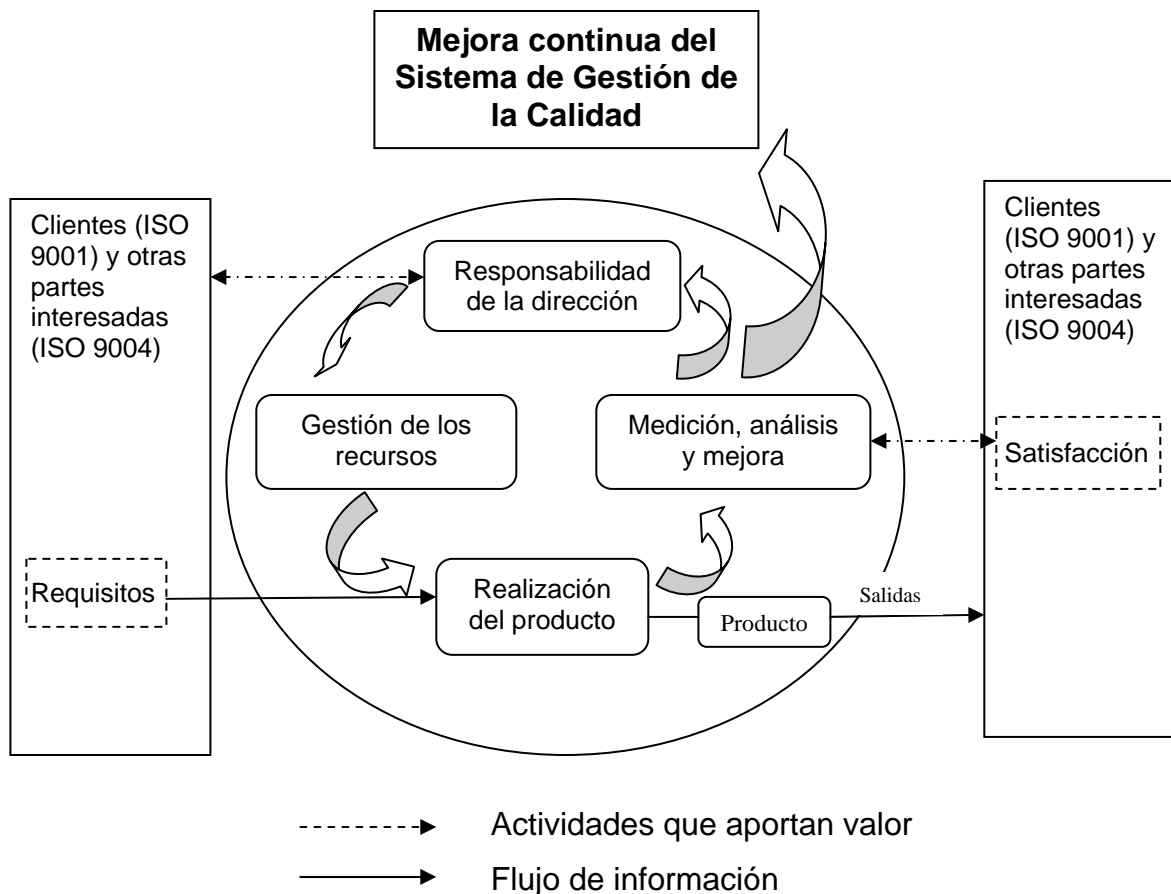 Mejora continua del
Sistema de Gestión de
la Calidad
Clientes (ISO
9001) y otras
partes
interesadas
(ISO 9004)
Responsabilidad
de la dirección
Clientes
(ISO 9001) y
otras partes
interesadas
(ISO 9004)
Gestión de los
recursos
Medición, análisis
y mejora
Satisfacción
Requisitos
Realización
del producto
Producto
Salidas
Actividades que aportan valor
Flujo de información